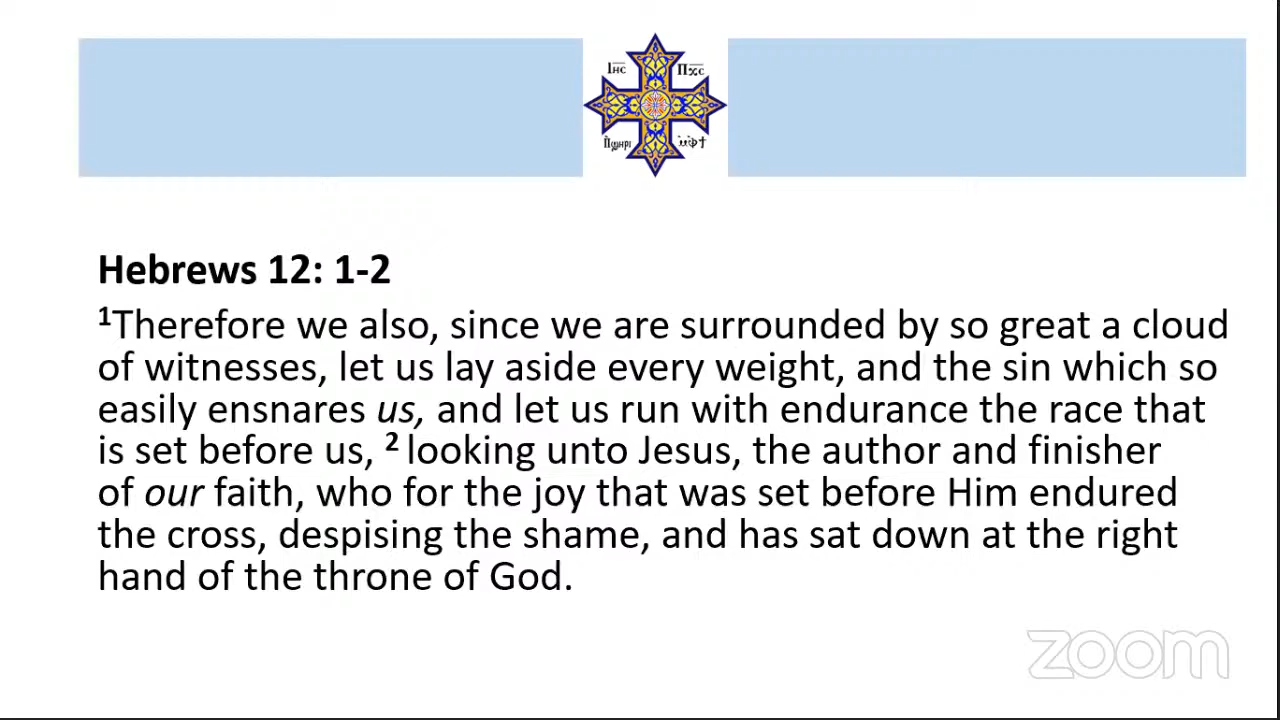 Ⲓⲏⲥ Ⲡⲭⲥ
Ⲡ̀ϣⲏⲣⲓ ⲙ̀Ⲫϯ
Hebrews 12: 1-2
¹Therefore we also, since we are surrounded by so great a cloud
of witnesses, let us lay aside every weight, and the sin which so
easily ensnares us, and let us run with endurance the race that
is set before us, ² looking unto Jesus, the author and finisher
of our faith, who for the joy that was set before Him endured
the cross, despising the shame, and has sat down at the right
hand of the throne of God.
zoom